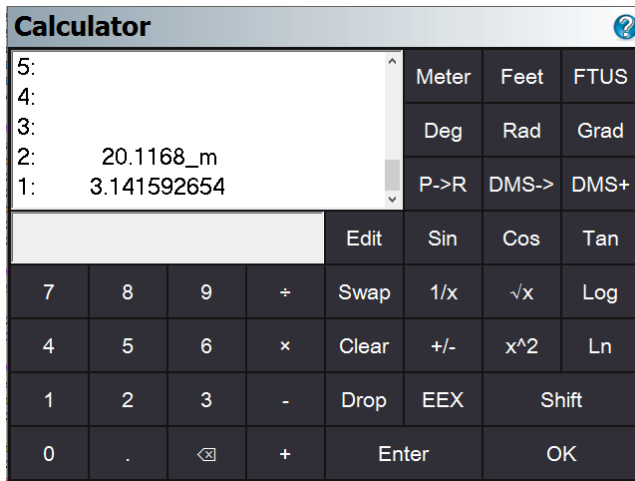 Calculator
5:
4:
3:
2: 20.1168_m
1: 3.141592654
Meter Feet FTUS
Deg Rad Grad
P->R DMS-> DMS+
Edit Sin Cos Tan
7 8 9 ÷ Swap 1/x √x Log
4 5 6 × Clear +/- x^2 Ln
1 2 3 - Drop EEX Shift
0 . + Enter OK